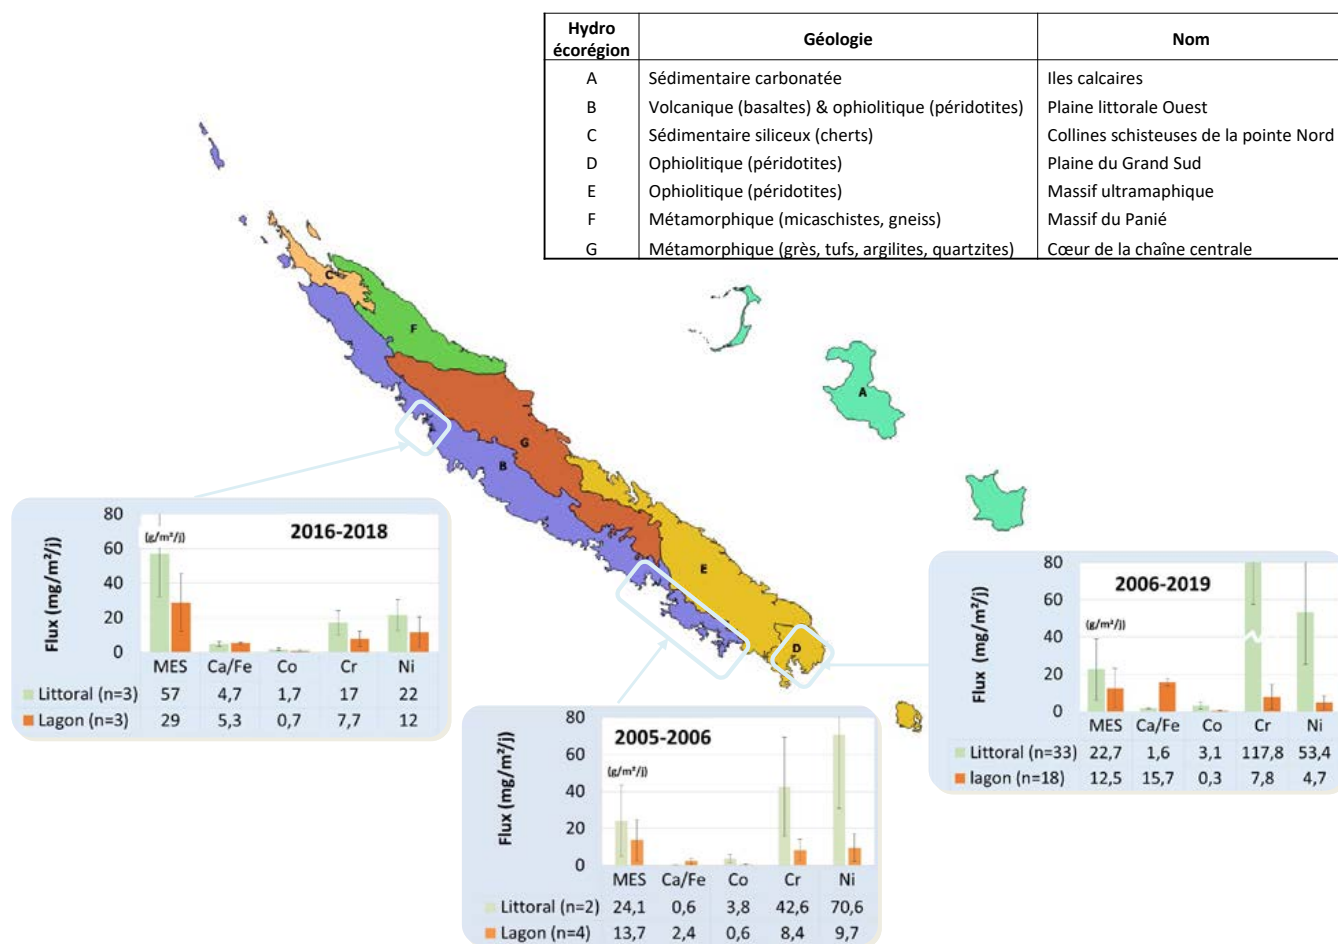 Hydro écorégion | Géologie | Nom
A | Sédimentaire carbonatée | Iles calcaires
B | Volcanique (basaltes) & ophiolitique (péridotites) | Plaine littorale Ouest
C | Sédimentaire siliceux (cherts) | Collines schisteuses de la pointe Nord
D | Ophiolitique (péridotites) | Plaine du Grand Sud
E | Ophiolitique (péridotites) | Massif ultramaphique
F | Métamorphique (micaschistes, gneiss) | Massif du Panié
G | Métamorphique (grès, tufs, argilites, quartzites) | Cœur de la chaîne centrale
C
F
A
G
B
E
D
Flux (mg/m²/j)
80
60
40
20
0
(g/m²/j)
2016-2018
MES Ca/Fe Co Cr Ni
Littoral (n=3) 57 4,7 1,7 17 22
Lagon (n=3) 29 5,3 0,7 7,7 12
Flux (mg/m²/j)
80
60
40
20
0
2005-2006
(g/m²/j)
MES Ca/Fe Co Cr Ni
Littoral (n=2) 24,1 0,6 3,8 42,6 70,6
Lagon (n=4) 13,7 2,4 0,6 8,4 9,7
Flux (mg/m²/j)
80
60
40
20
0
2006-2019
(g/m²/j)
MES Ca/Fe Co Cr Ni
Littoral (n=33) 22,7 1,6 3,1 117,8 53,4
lagon (n=18) 12,5 15,7 0,3 7,8 4,7